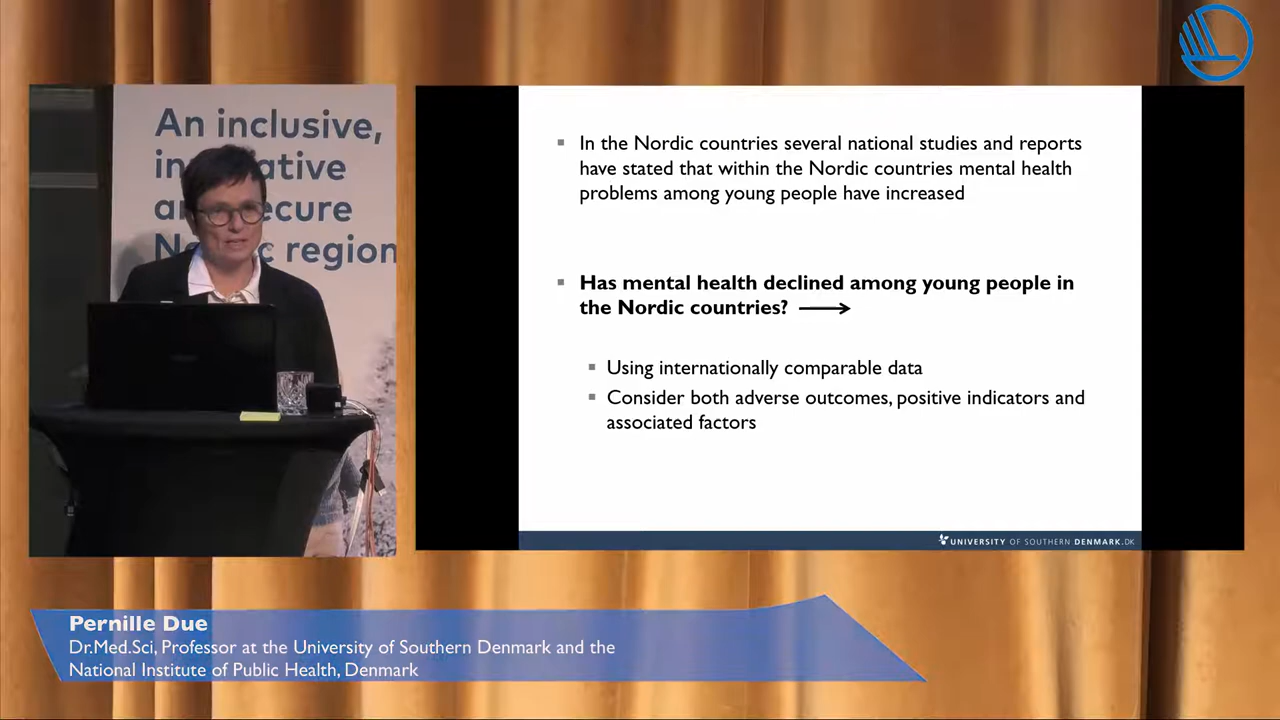 An inclusive,
in ative
an ecure
N c region
In the Nordic countries several national studies and reports
have stated that within the Nordic countries mental health
problems among young people have increased
Has mental health declined among young people in
the Nordic countries?
Using internationally comparable data
Consider both adverse outcomes, positive indicators and
associated factors
UNIVERSITY OF SOUTHERN DENMARK.DK
Pernille Due
Dr.Med.Sci, Professor at the University of Southern Denmark and the
National Institute of Public Health, Denmark